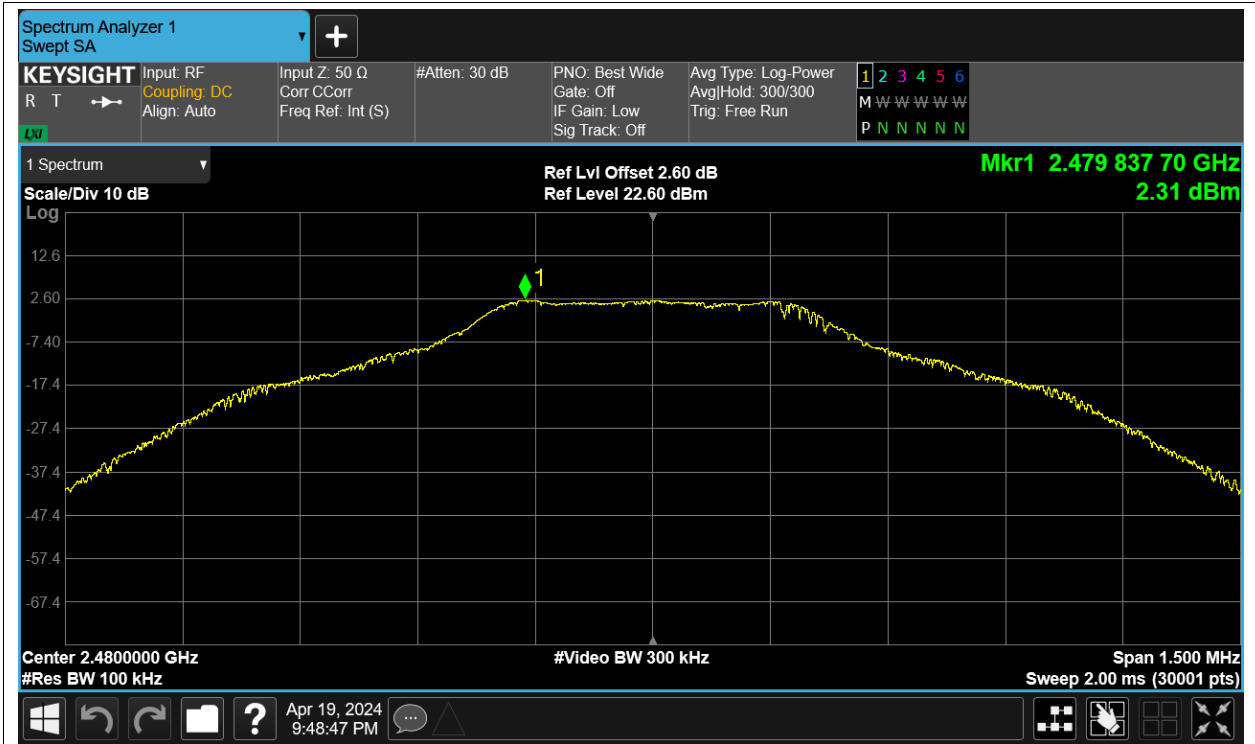 Spectrum Analyzer 1
Swept SA
KEYSIGHT
R T
LXI
Input: RF
Coupling: DC
Align: Auto
Input Z: 50 Ω
Corr CCorr
Freq Ref: Int (S)
#Atten: 30 dB
PNO: Best Wide
Gate: Off
IF Gain: Low
Sig Track: Off
Avg Type: Log-Power
Avg|Hold: 300/300
Trig: Free Run
1 2 3 4 5 6
M W W W W W
P N N N N N
1 Spectrum
Scale/Div 10 dB
Log
Ref Lvl Offset 2.60 dB
Ref Level 22.60 dBm
Mkr1 2.479 837 70 GHz
2.31 dBm
1
12.6
2.60
-7.40
-17.4
-27.4
-37.4
-47.4
-57.4
-67.4
Center 2.4800000 GHz
#Res BW 100 kHz
#Video BW 300 kHz
Span 1.500 MHz
Sweep 2.00 ms (30001 pts)
?
Apr 19, 2024
9:48:47 PM